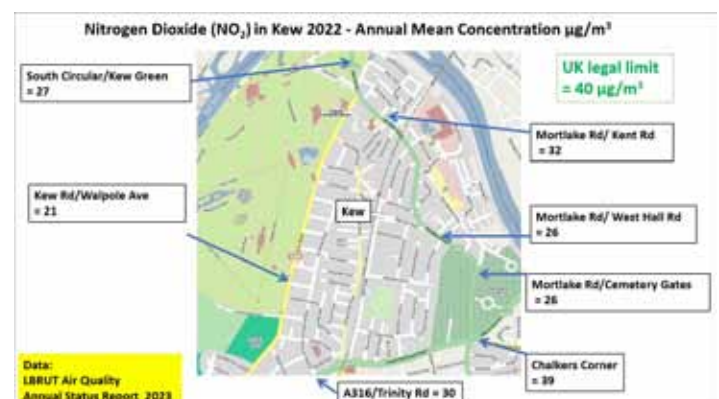 Nitrogen Dioxide (NO₂) in Kew 2022 - Annual Mean Concentration µg/m³
South Circular/Kew Green
= 27
UK legal limit
= 40 µg/m³
Mortlake Rd/ Kent Rd
= 32
Kew Rd/Walpole Ave
= 21
Kew
Mortlake Rd/ West Hall Rd
= 26
Mortlake Rd/Cemetery Gates
= 26
Chalkers Corner
= 39
A316/Trinity Rd = 30
Data:
LBRUT Air Quality
Annual Status Report 2023